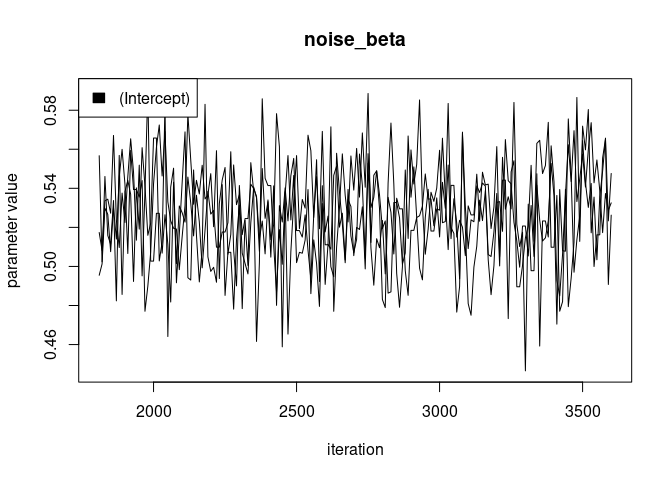 noise_beta
(Intercept)
0.58
0.54
0.50
0.46
parameter value
2000 2500 3000 3500
iteration